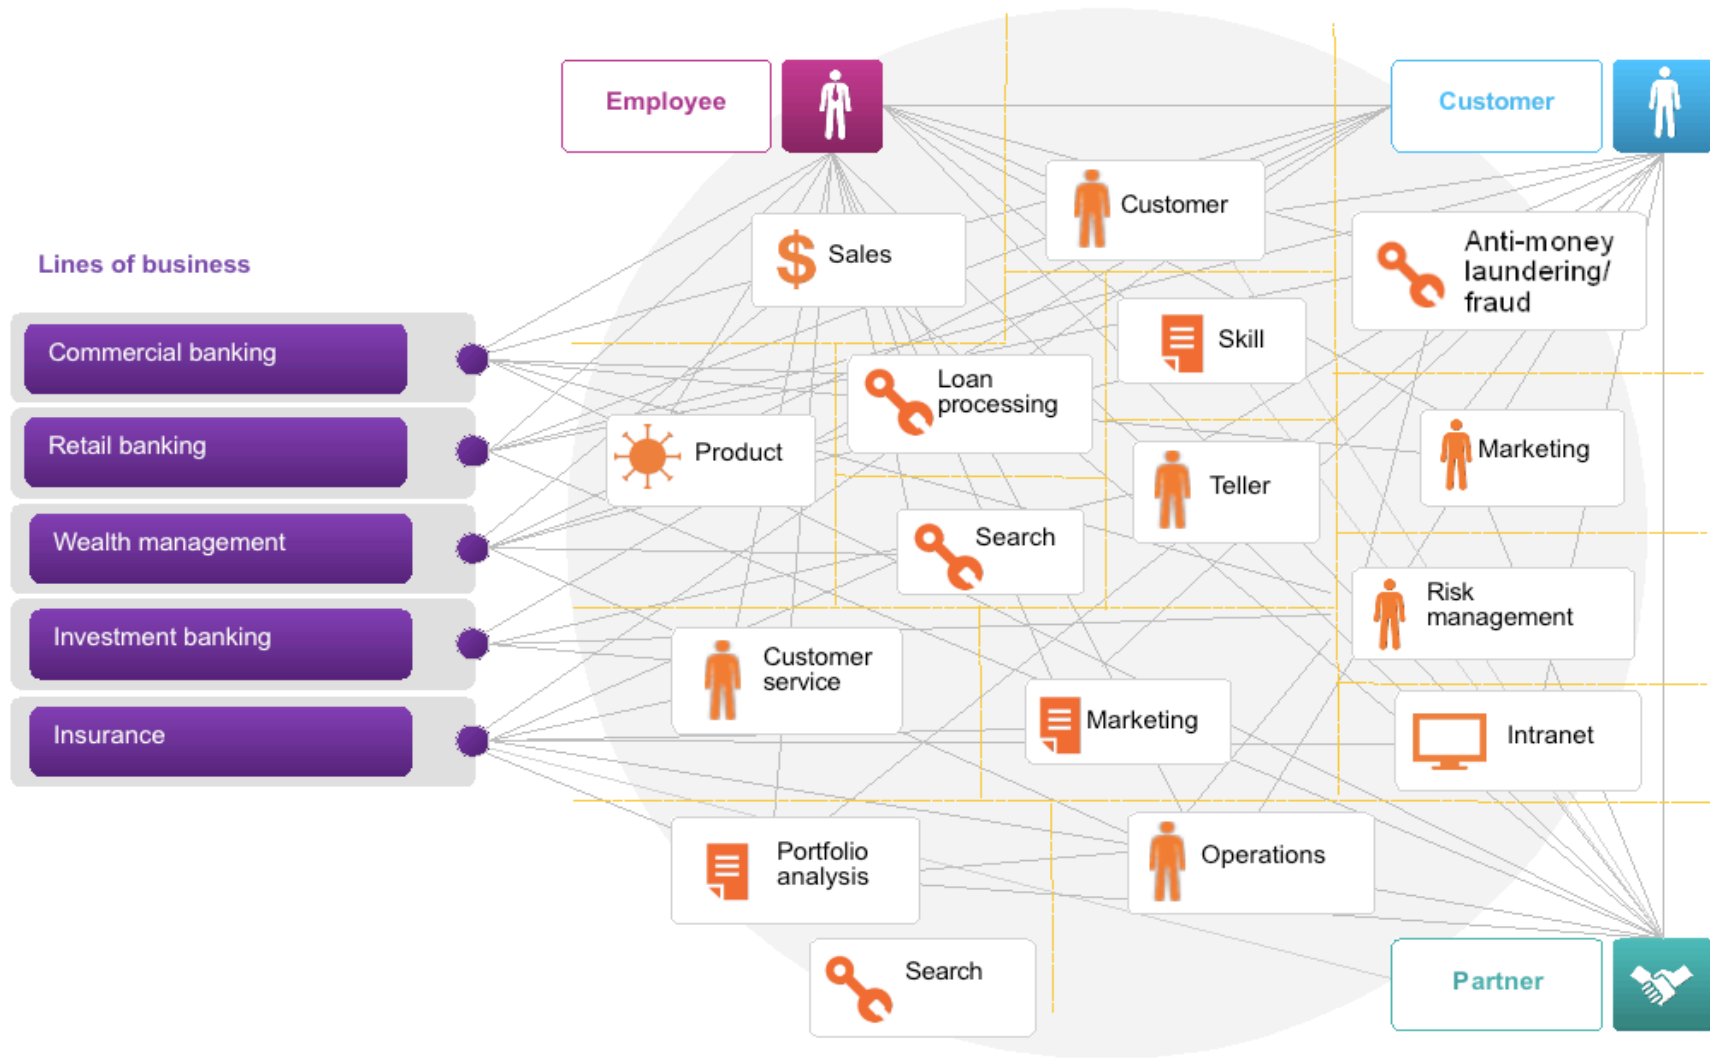 Employee
Customer
Customer
Sales
Anti-money
laundering/
fraud
Lines of business
Commercial banking
Skill
Loan
processing
Retail banking
Product
Marketing
Teller
Wealth management
Search
Risk
management
Investment banking
Customer
service
Insurance
Marketing
Intranet
Portfolio
analysis
Operations
Search
Partner